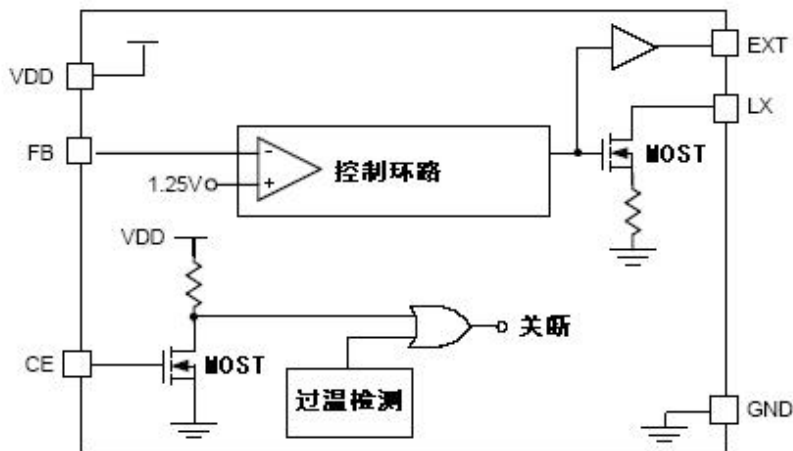 EXT
VDD
LX
FB
-
MOST
1.25V
+
控制环路
VDD
关断
CE
MOST
过温检测
GND